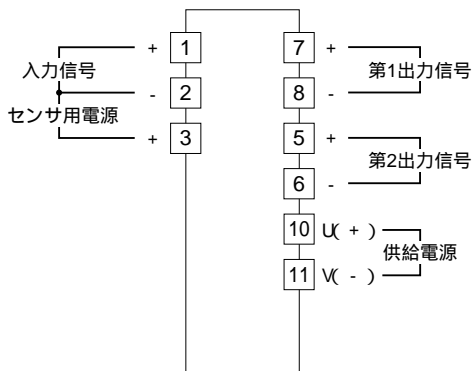 + 1
入力信号
- 2
センサ用電源
+ 3
7 +
第1出力信号
8 -
5 +
第2出力信号
6 -
10 U( + )
供給電源
11 V( - )